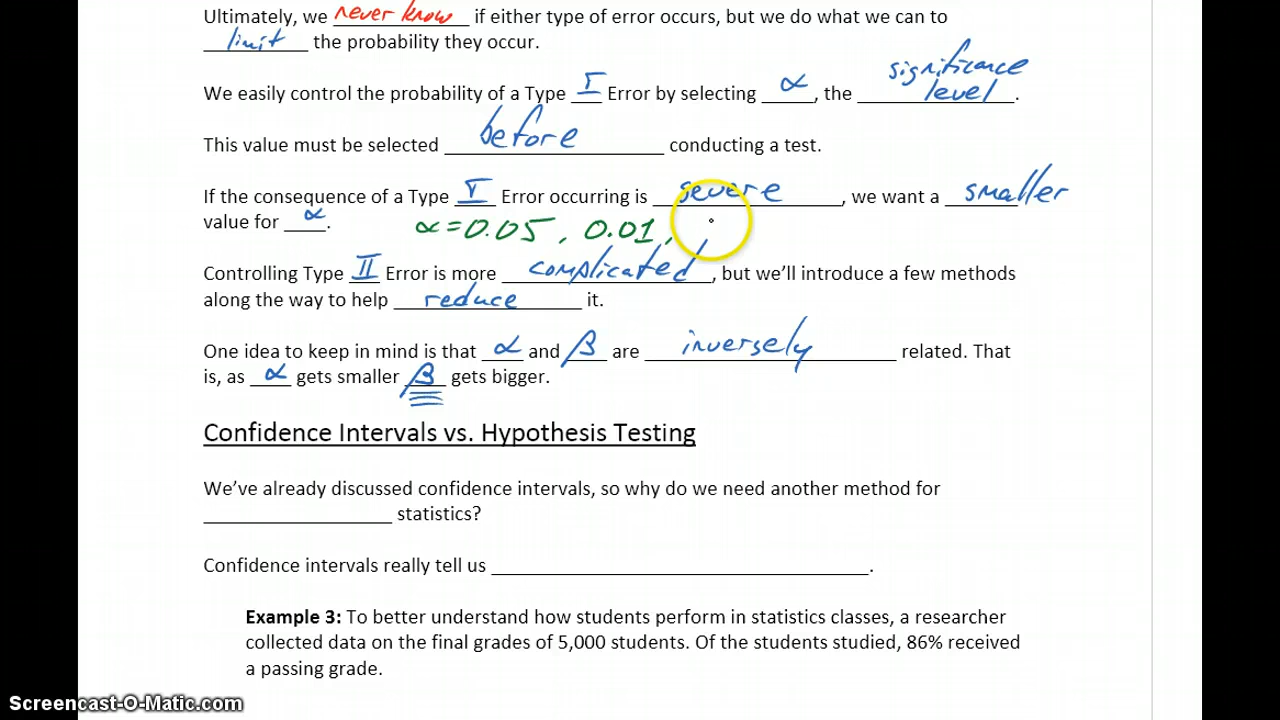 Ultimately, we never know if either type of error occurs, but we do what we can to
limit the probability they occur.
We easily control the probability of a Type I Error by selecting α, the significance level.
This value must be selected before conducting a test.
If the consequence of a Type I Error occurring is severe, we want a smaller
value for α. α=0.05, 0.01,
Controlling Type II Error is more complicated, but we'll introduce a few methods
along the way to help reduce it.
One idea to keep in mind is that α and β are inversely related. That
is, as α gets smaller β gets bigger.
Confidence Intervals vs. Hypothesis Testing
We've already discussed confidence intervals, so why do we need another method for
_________________ statistics?
Confidence intervals really tell us ___________________________________.
Example 3: To better understand how students perform in statistics classes, a researcher
collected data on the final grades of 5,000 students. Of the students studied, 86% received
a passing grade.
Screencast-O-Matic.com